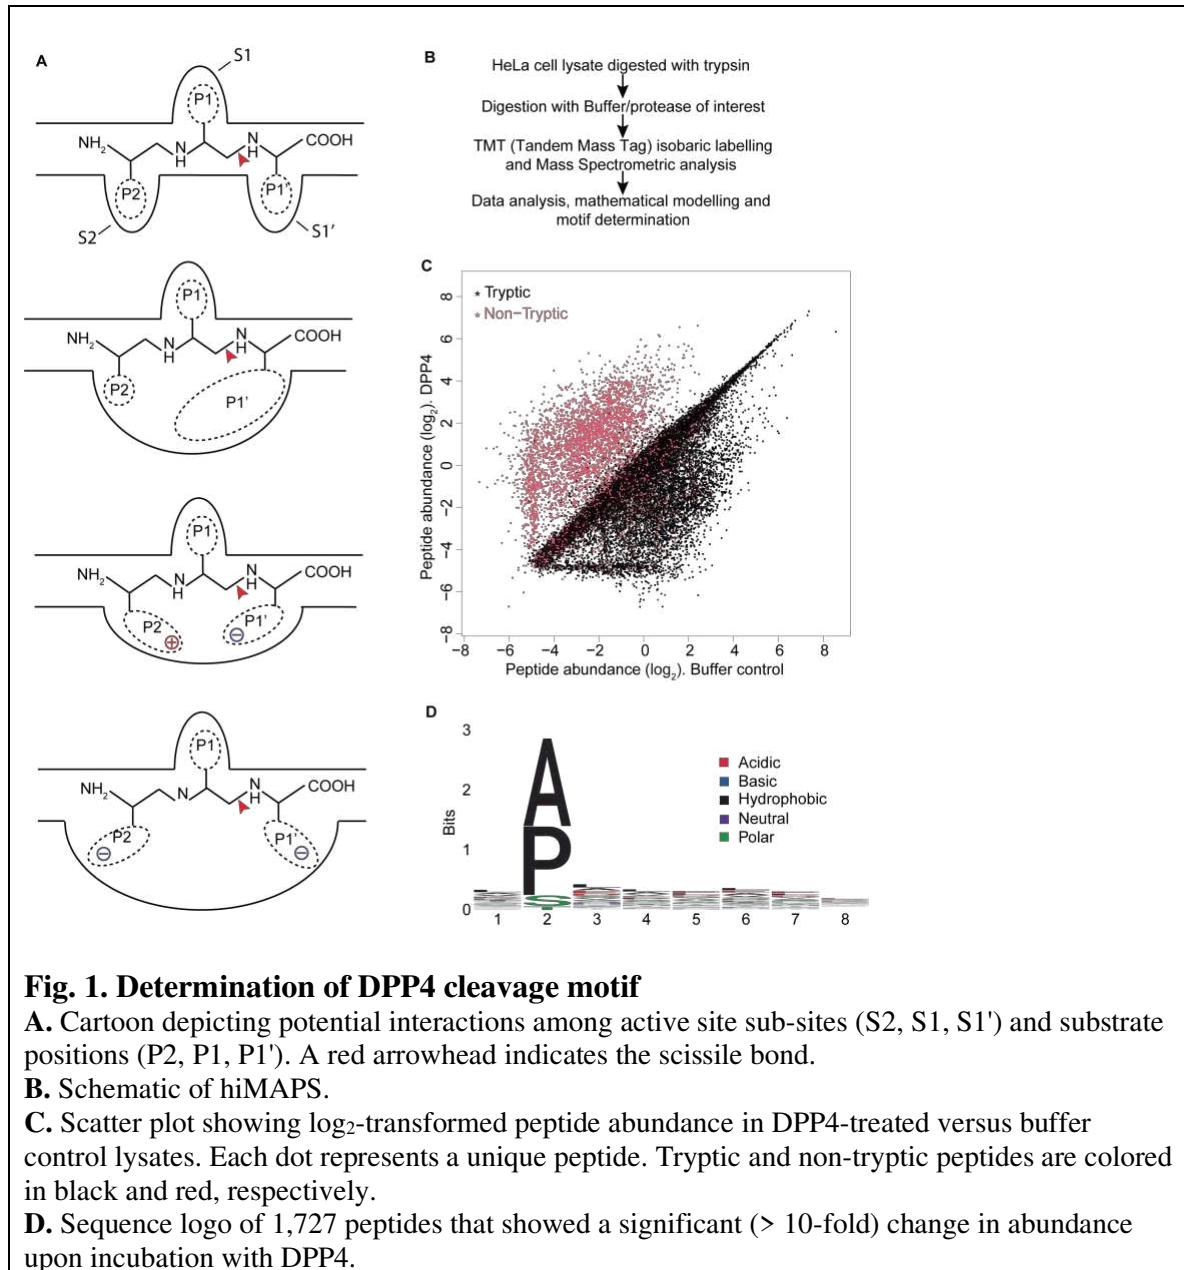 A
S1
P1
NH2
N
H
N
H
COOH
P2
P1'
S2
S1'
P1
NH2
N
H
N
H
COOH
P2
P1'
P1
NH2
N
H
N
H
COOH
P2
P1'
⊕
⊖
P1
NH2
N
N
H
COOH
P2
P1'
⊖
⊖
B
HeLa cell lysate digested with trypsin
Digestion with Buffer/protease of interest
TMT (Tandem Mass Tag) isobaric labelling
and Mass Spectrometric analysis
Data analysis, mathematical modelling and
motif determination
C
Tryptic
Non-Tryptic
Peptide abundance (log2). DPP4
8
6
4
2
0
−2
−4
−6
−8
−8 −6 −4 −2 0 2 4 6 8
Peptide abundance (log2). Buffer control
D
Bits
3
2
1
0
A
P
S
1 2 3 4 5 6 7 8
Acidic
Basic
Hydrophobic
Neutral
Polar
Fig. 1. Determination of DPP4 cleavage motif
A. Cartoon depicting potential interactions among active site sub-sites (S2, S1, S1') and substrate
positions (P2, P1, P1'). A red arrowhead indicates the scissile bond.
B. Schematic of hiMAPS.
C. Scatter plot showing log2-transformed peptide abundance in DPP4-treated versus buffer
control lysates. Each dot represents a unique peptide. Tryptic and non-tryptic peptides are colored
in black and red, respectively.
D. Sequence logo of 1,727 peptides that showed a significant (> 10-fold) change in abundance
upon incubation with DPP4.